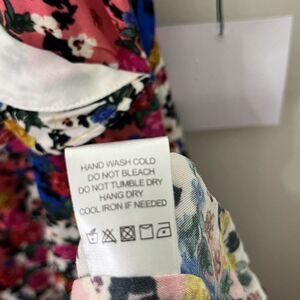 HAND WASH COLD
DO NOT BLEACH
DO NOT TUMBLE DRY
HANG DRY
COOL IRON IF NEEDED